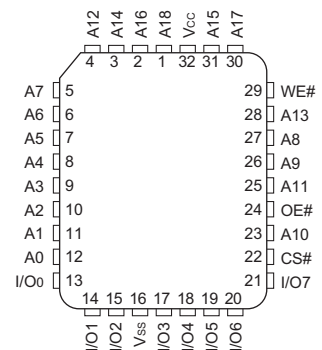 A12 A14 A16 A18 Vcc A15 A17
4 3 2 1 32 31 30
A7 5 29 WE#
A6 6 28 A13
A5 7 27 A8
A4 8 26 A9
A3 9 25 A11
A2 10 24 OE#
A1 11 23 A10
A0 12 22 CS#
I/O0 13 21 I/O7
14 15 16 17 18 19 20
I/O1 I/O2 Vss I/O3 I/O4 I/O5 I/O6